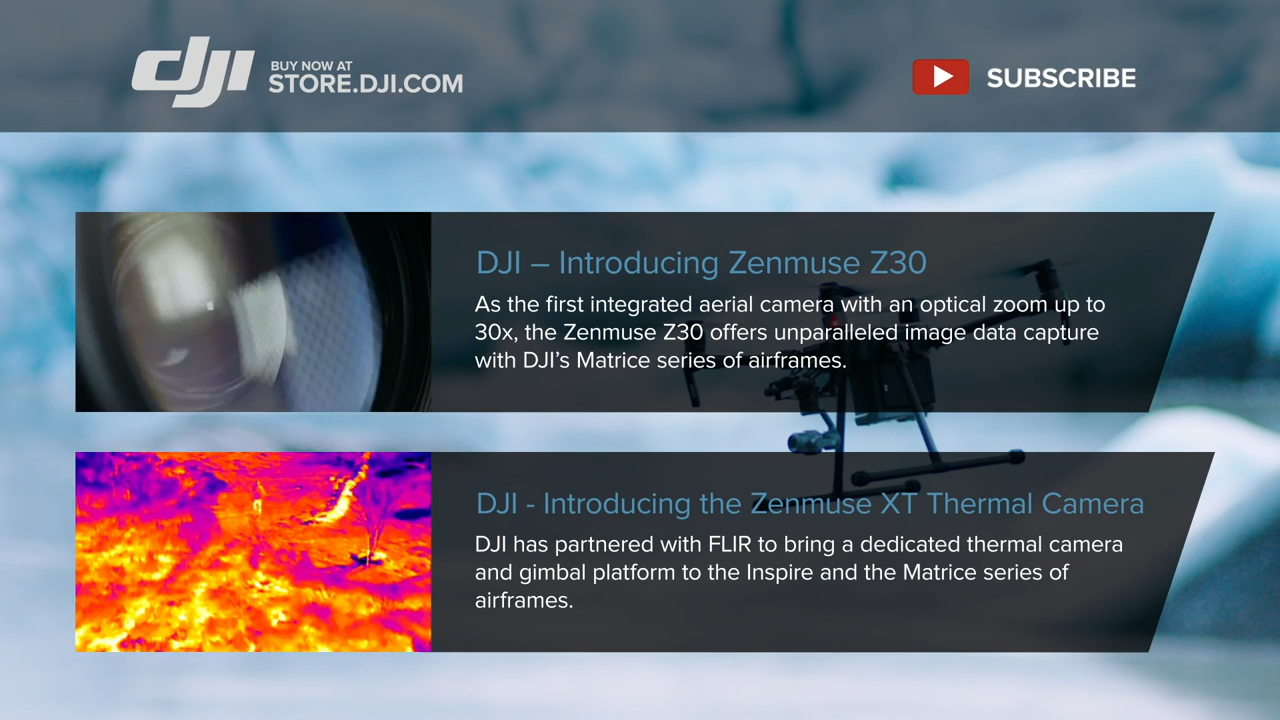 dji
BUY NOW AT
STORE.DJI.COM
SUBSCRIBE
DJI – Introducing Zenmuse Z30
As the first integrated aerial camera with an optical zoom up to
30x, the Zenmuse Z30 offers unparalleled image data capture
with DJI’s Matrice series of airframes.
DJI - Introducing the Zenmuse XT Thermal Camera
DJI has partnered with FLIR to bring a dedicated thermal camera
and gimbal platform to the Inspire and the Matrice series of
airframes.